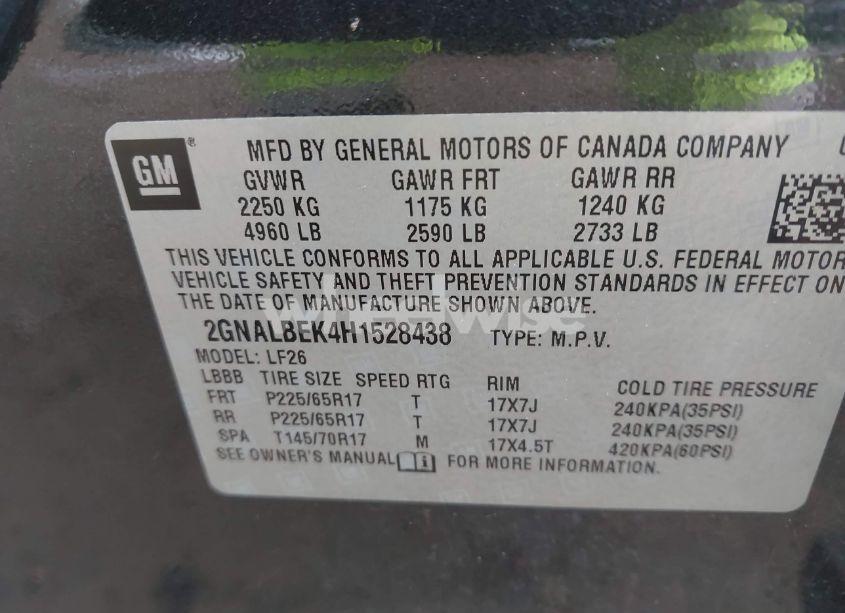 GM ®
MFD BY GENERAL MOTORS OF CANADA COMPANY
GVWR GAWR FRT GAWR RR
2250 KG 1175 KG 1240 KG
4960 LB 2590 LB 2733 LB
THIS VEHICLE CONFORMS TO ALL APPLICABLE U.S. FEDERAL MOTOR
VEHICLE SAFETY AND THEFT PREVENTION STANDARDS IN EFFECT ON
THE DATE OF MANUFACTURE SHOWN ABOVE.
2GNALBEK4H1528438 TYPE: M.P.V.
MODEL: LF26
LBBB TIRE SIZE SPEED RTG RIM COLD TIRE PRESSURE
FRT P225/65R17 T 17X7J 240KPA(35PSI)
RR P225/65R17 T 17X7J 240KPA(35PSI)
SPA T145/70R17 M 17X4.5T 420KPA(60PSI)
SEE OWNER'S MANUAL FOR MORE INFORMATION.